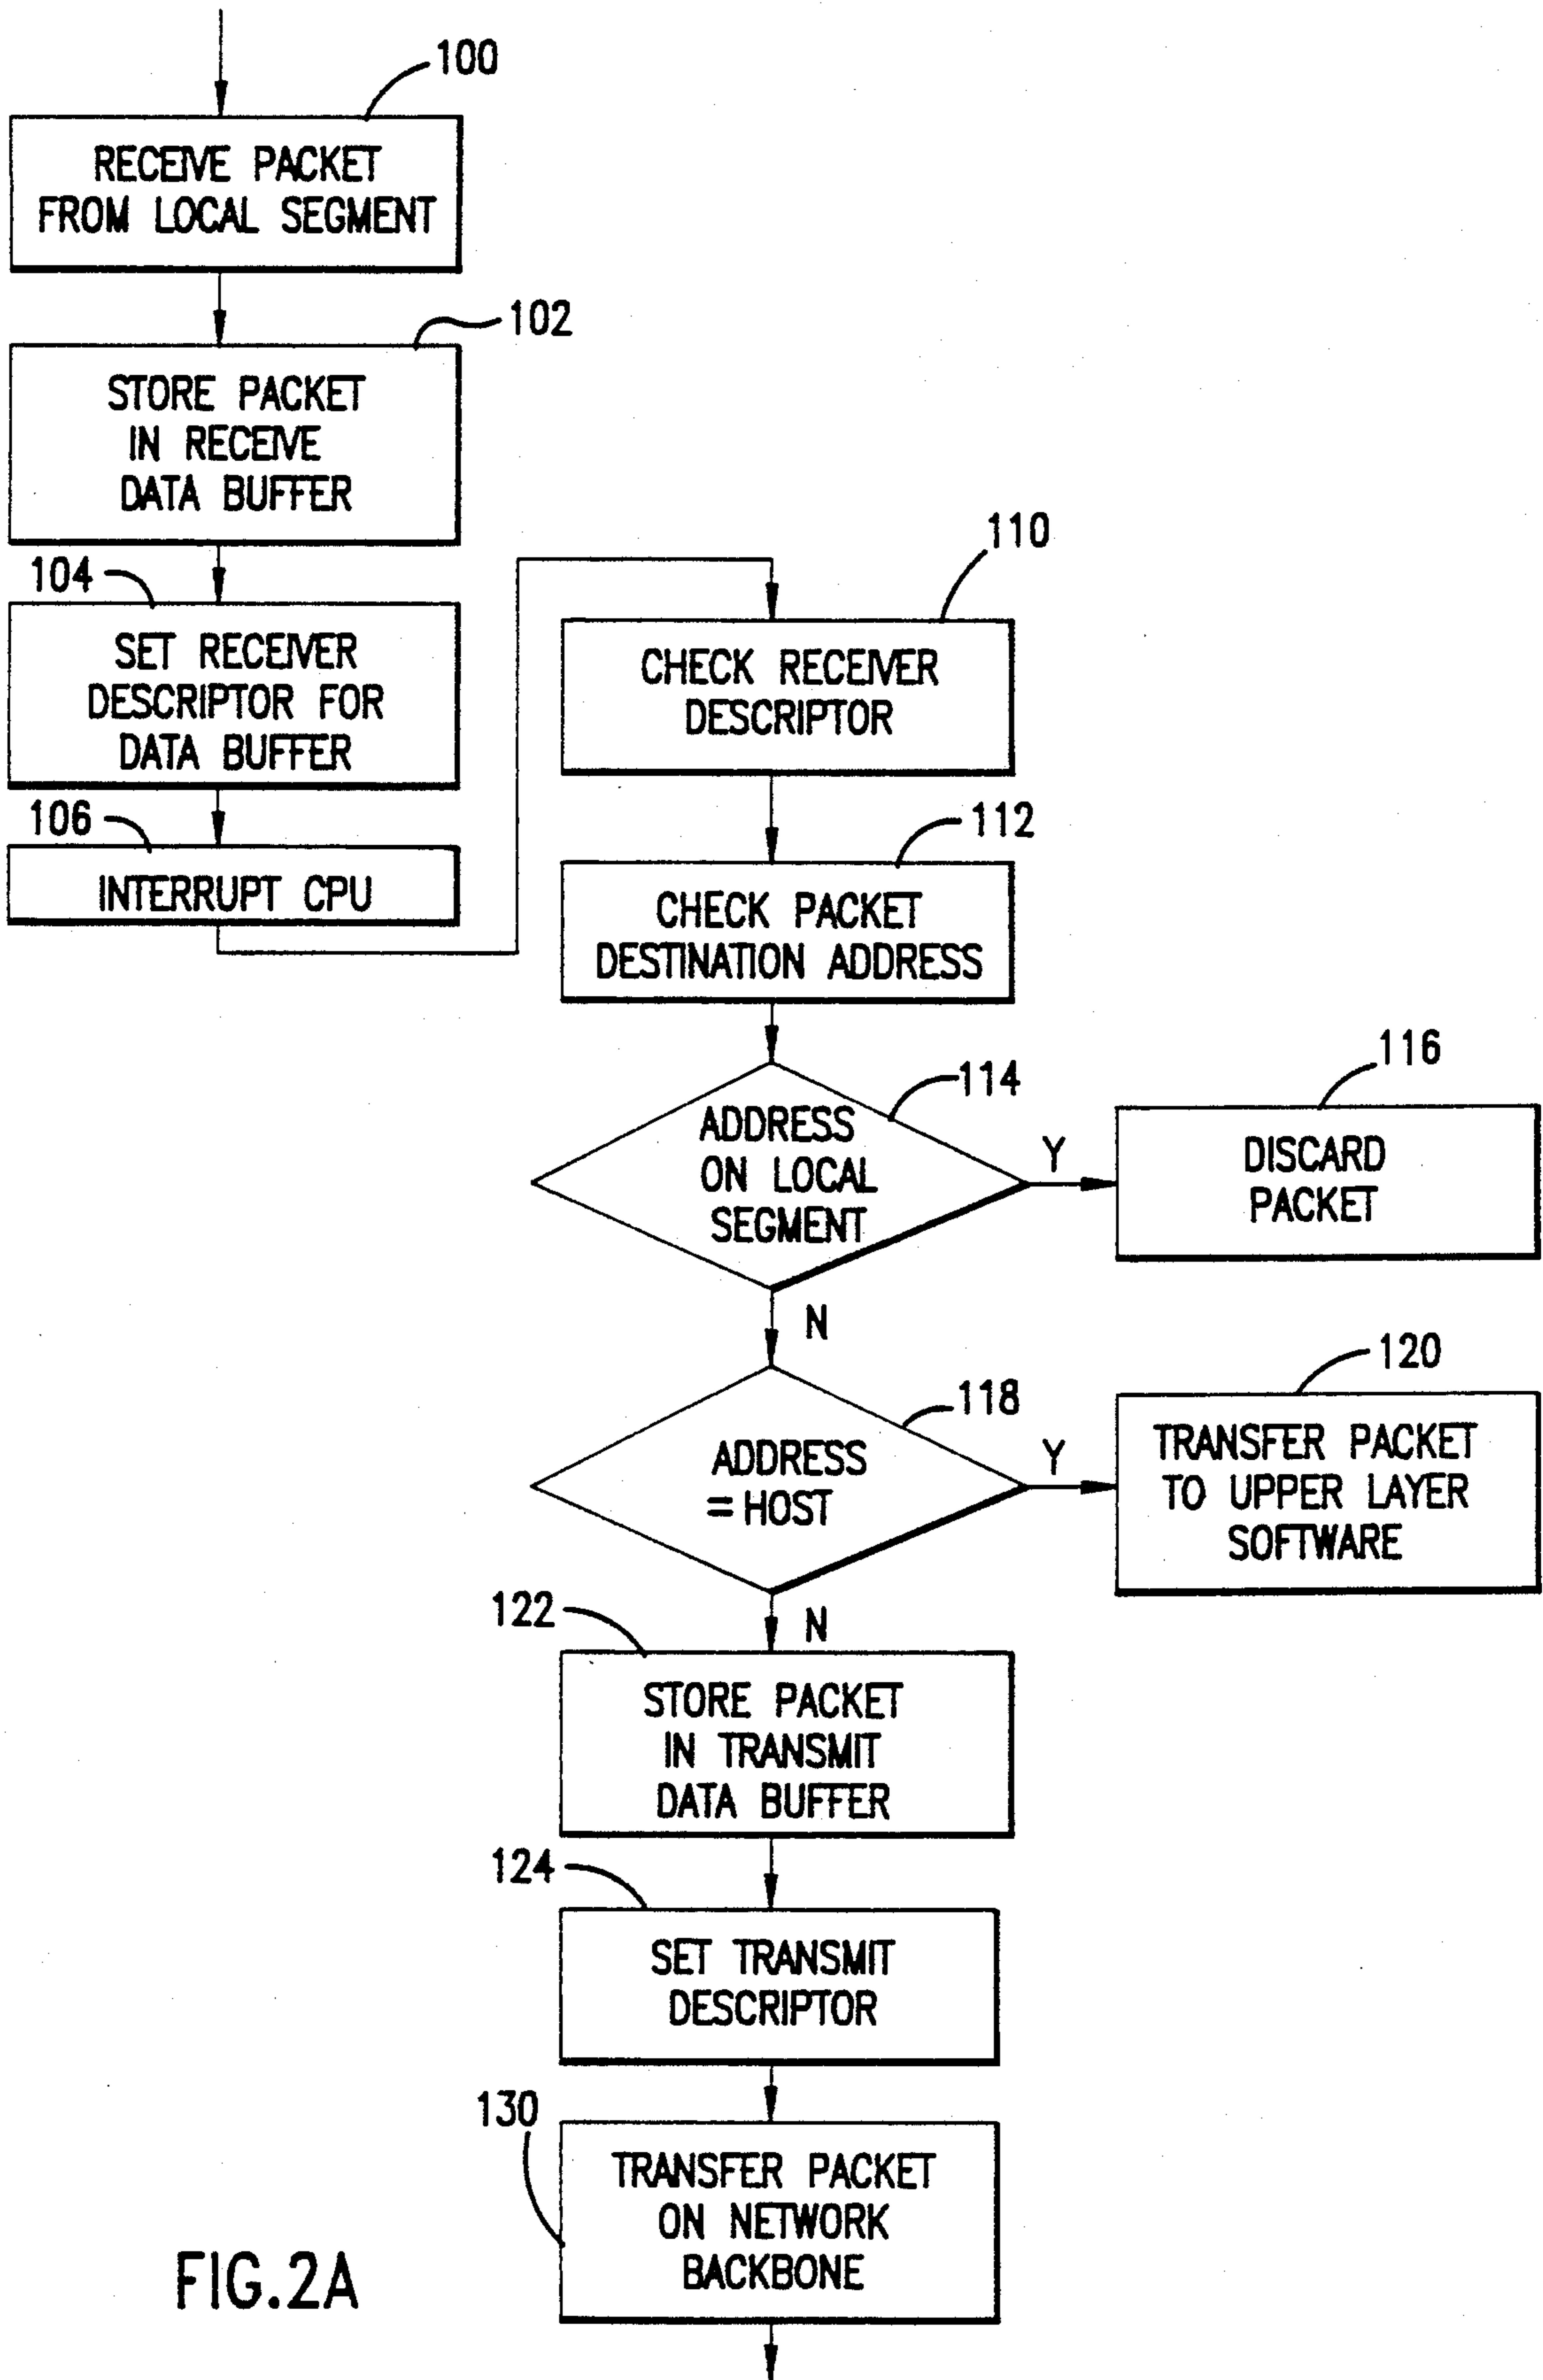 100
RECEIVE PACKET
FROM LOCAL SEGMENT
102
STORE PACKET
IN RECEIVE
DATA BUFFER
104
SET RECEIVER
DESCRIPTOR FOR
DATA BUFFER
106
INTERRUPT CPU
110
CHECK RECEIVER
DESCRIPTOR
112
CHECK PACKET
DESTINATION ADDRESS
114
ADDRESS
ON LOCAL
SEGMENT
Y
116
DISCARD
PACKET
N
118
ADDRESS
= HOST
Y
120
TRANSFER PACKET
TO UPPER LAYER
SOFTWARE
N
122
STORE PACKET
IN TRANSMIT
DATA BUFFER
124
SET TRANSMIT
DESCRIPTOR
130
TRANSFER PACKET
ON NETWORK
BACKBONE
FIG.2A